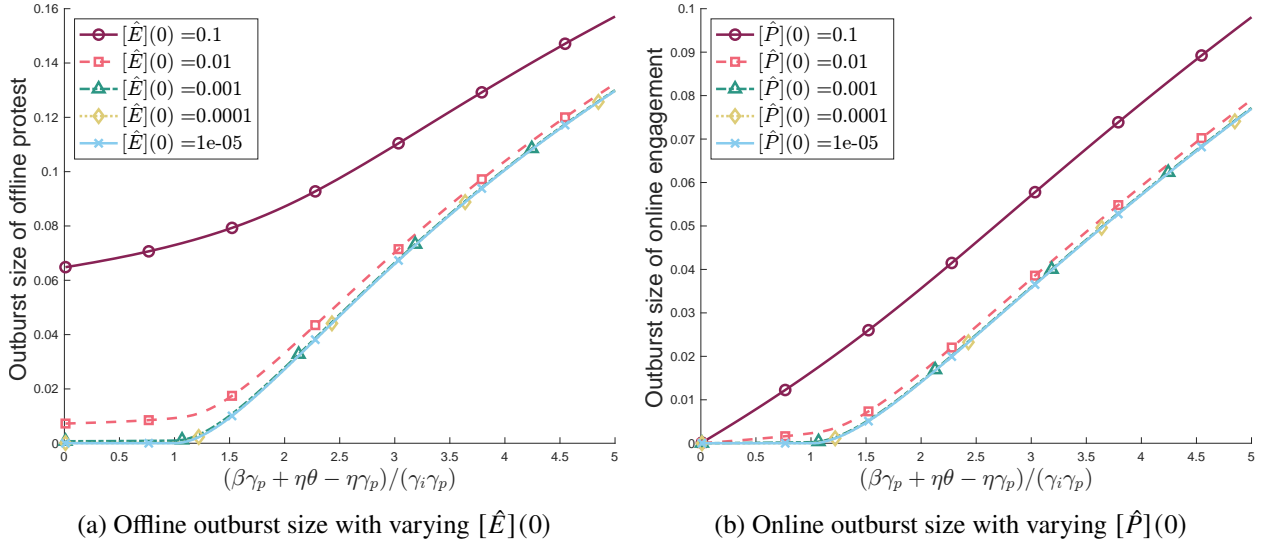 Outburst size of offline protest
0.16
0.14
0.12
0.1
0.08
0.06
0.04
0.02
0
[Ê](0) =0.1
[Ê](0) =0.01
[Ê](0) =0.001
[Ê](0) =0.0001
[Ê](0) =1e-05
0 0.5 1 1.5 2 2.5 3 3.5 4 4.5 5
(βγₚ + ηθ − ηγₚ)/(γᵢγₚ)
(a) Offline outburst size with varying [Ê](0)
Outburst size of online engagement
0.1
0.09
0.08
0.07
0.06
0.05
0.04
0.03
0.02
0.01
0
[P̂](0) =0.1
[P̂](0) =0.01
[P̂](0) =0.001
[P̂](0) =0.0001
[P̂](0) =1e-05
0 0.5 1 1.5 2 2.5 3 3.5 4 4.5 5
(βγₚ + ηθ − ηγₚ)/(γᵢγₚ)
(b) Online outburst size with varying [P̂](0)